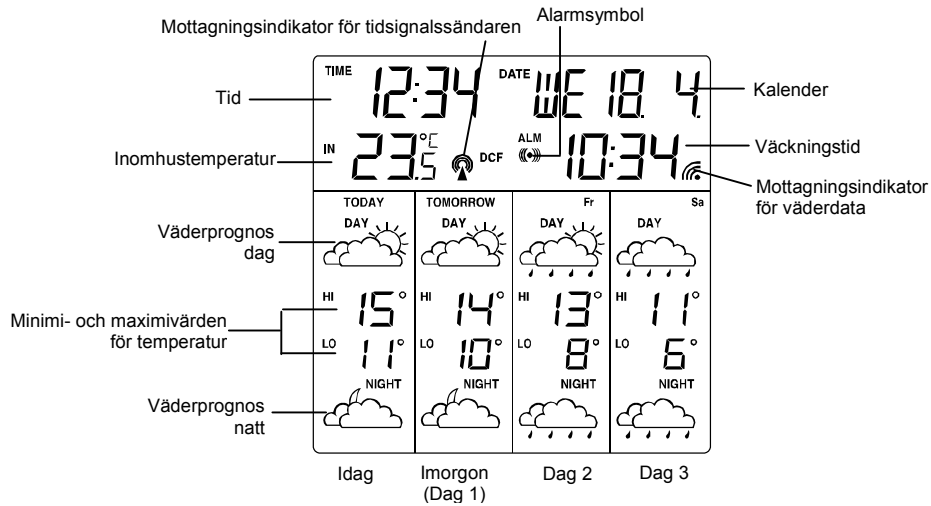 Mottagningsindikator för tidsignalssändaren
Alarmsymbol
TIME 12:34 DATE WE 18. 4.
Tid
Kalender
IN 23.5 °C DCF ALM 10:34
Inomhustemperatur
Väckningstid
Mottagningsindikator
för väderdata
TODAY TOMORROW Fr Sa
DAY DAY DAY DAY
Väderprognos
dag
HI 15° HI 14° HI 13° HI 11°
Minimi- och maximivärden
för temperatur
LO 11° LO 10° LO 8° LO 6°
NIGHT NIGHT NIGHT NIGHT
Väderprognos
natt
Idag Imorgon Dag 2 Dag 3
(Dag 1)